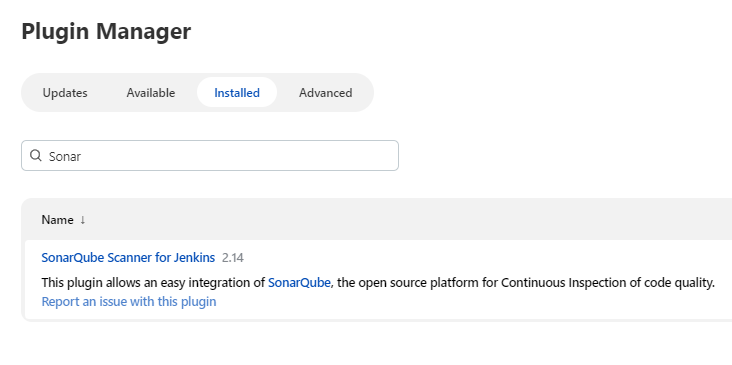 Plugin Manager
Updates Available Installed Advanced
Sonar
Name ↓
SonarQube Scanner for Jenkins 2.14
This plugin allows an easy integration of SonarQube, the open source platform for Continuous Inspection of code quality.
Report an issue with this plugin